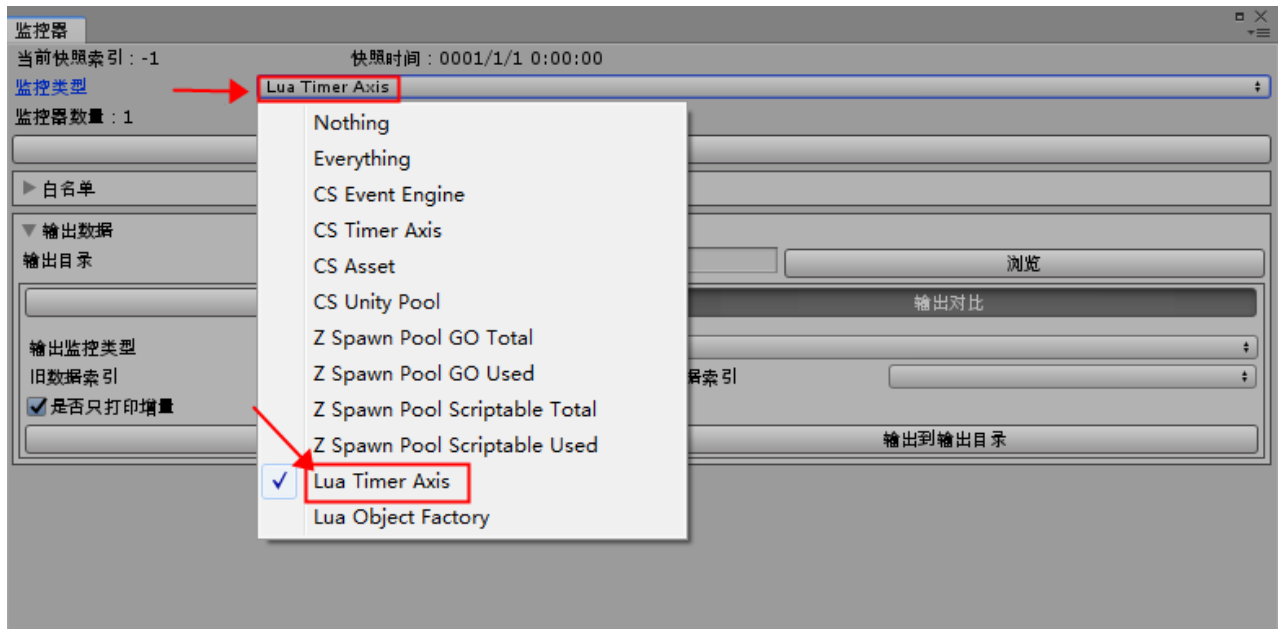 监控器
当前快照索引：-1 快照时间：0001/1/1 0:00:00
监控类型 Lua Timer Axis
监控器数量：1
Nothing
Everything
CS Event Engine
CS Timer Axis
CS Asset
CS Unity Pool
Z Spawn Pool GO Total
Z Spawn Pool GO Used
Z Spawn Pool Scriptable Total
Z Spawn Pool Scriptable Used
Lua Timer Axis
Lua Object Factory
白名单
输出数据
输出目录 浏览
输出对比
输出监控类型
旧数据索引 据索引
是否只打印增量
输出到输出目录